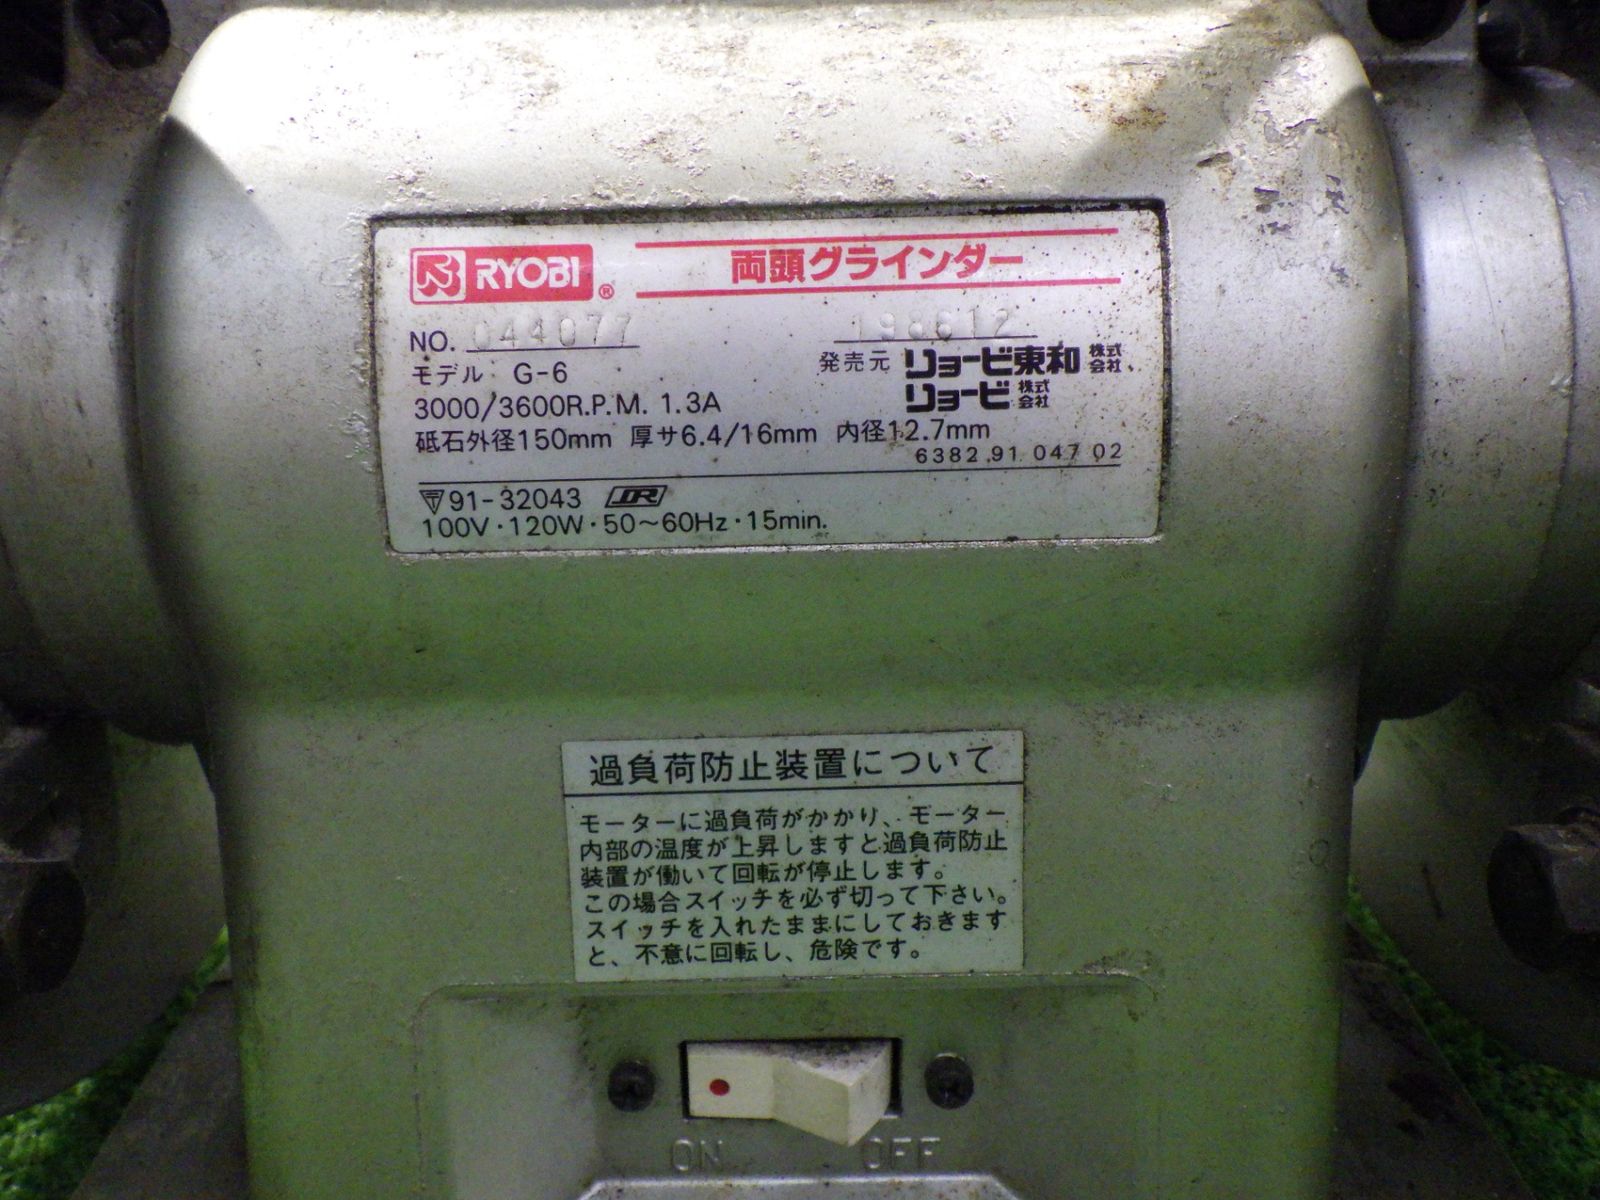 RYOBI® 両頭グラインダー
NO. 044077 198612
モデル G-6 発売元 リョービ東和 株式会社、
リョービ 株式会社
3000/3600R.P.M. 1.3A
砥石外径150mm 厚サ6.4/16mm 内径12.7mm
6382 91 047 02
〒91-32043 JR
100V・120W・50〜60Hz・15min.
過負荷防止装置について
モーターに過負荷がかかり、モーター
内部の温度が上昇しますと過負荷防止
装置が働いて回転が停止します。
この場合スイッチを必ず切って下さい。
スイッチを入れたままにしておきます
と、不意に回転し、危険です。
ON OFF